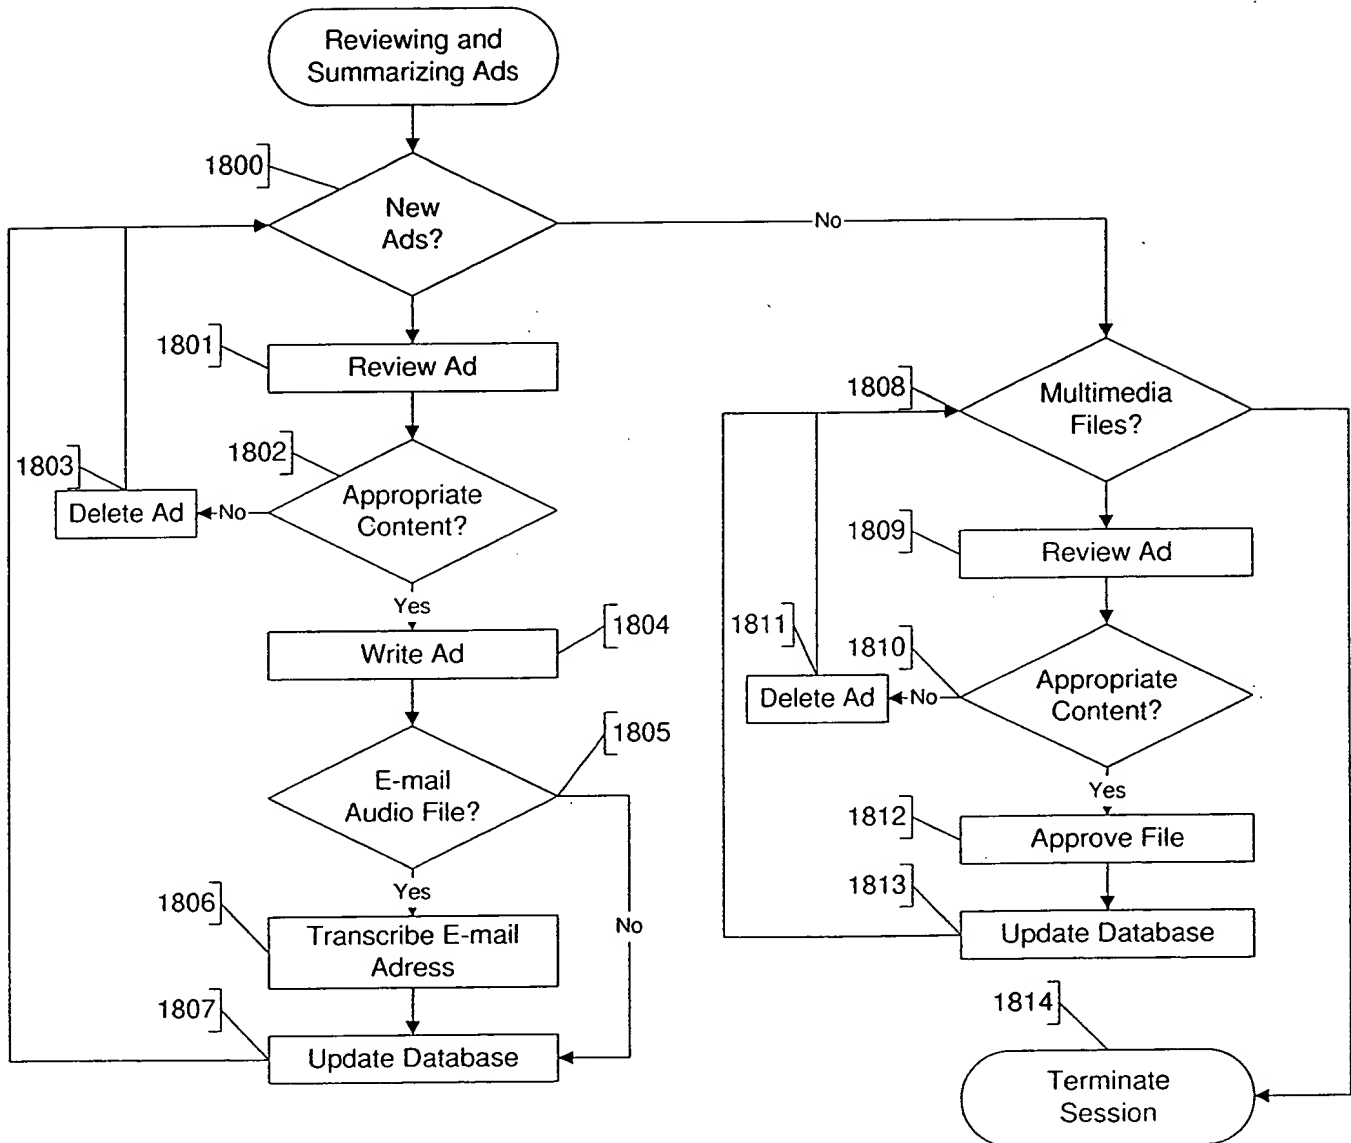 Reviewing and
Summarizing Ads
1800
New
Ads?
No
1801
Review Ad
1802
Appropriate
Content?
1803
Delete Ad
No
Yes
1804
Write Ad
1805
E-mail
Audio File?
Yes
No
1806
Transcribe E-mail
Adress
1807
Update Database
1808
Multimedia
Files?
1809
Review Ad
1810
Appropriate
Content?
1811
Delete Ad
No
Yes
1812
Approve File
1813
Update Database
1814
Terminate
Session